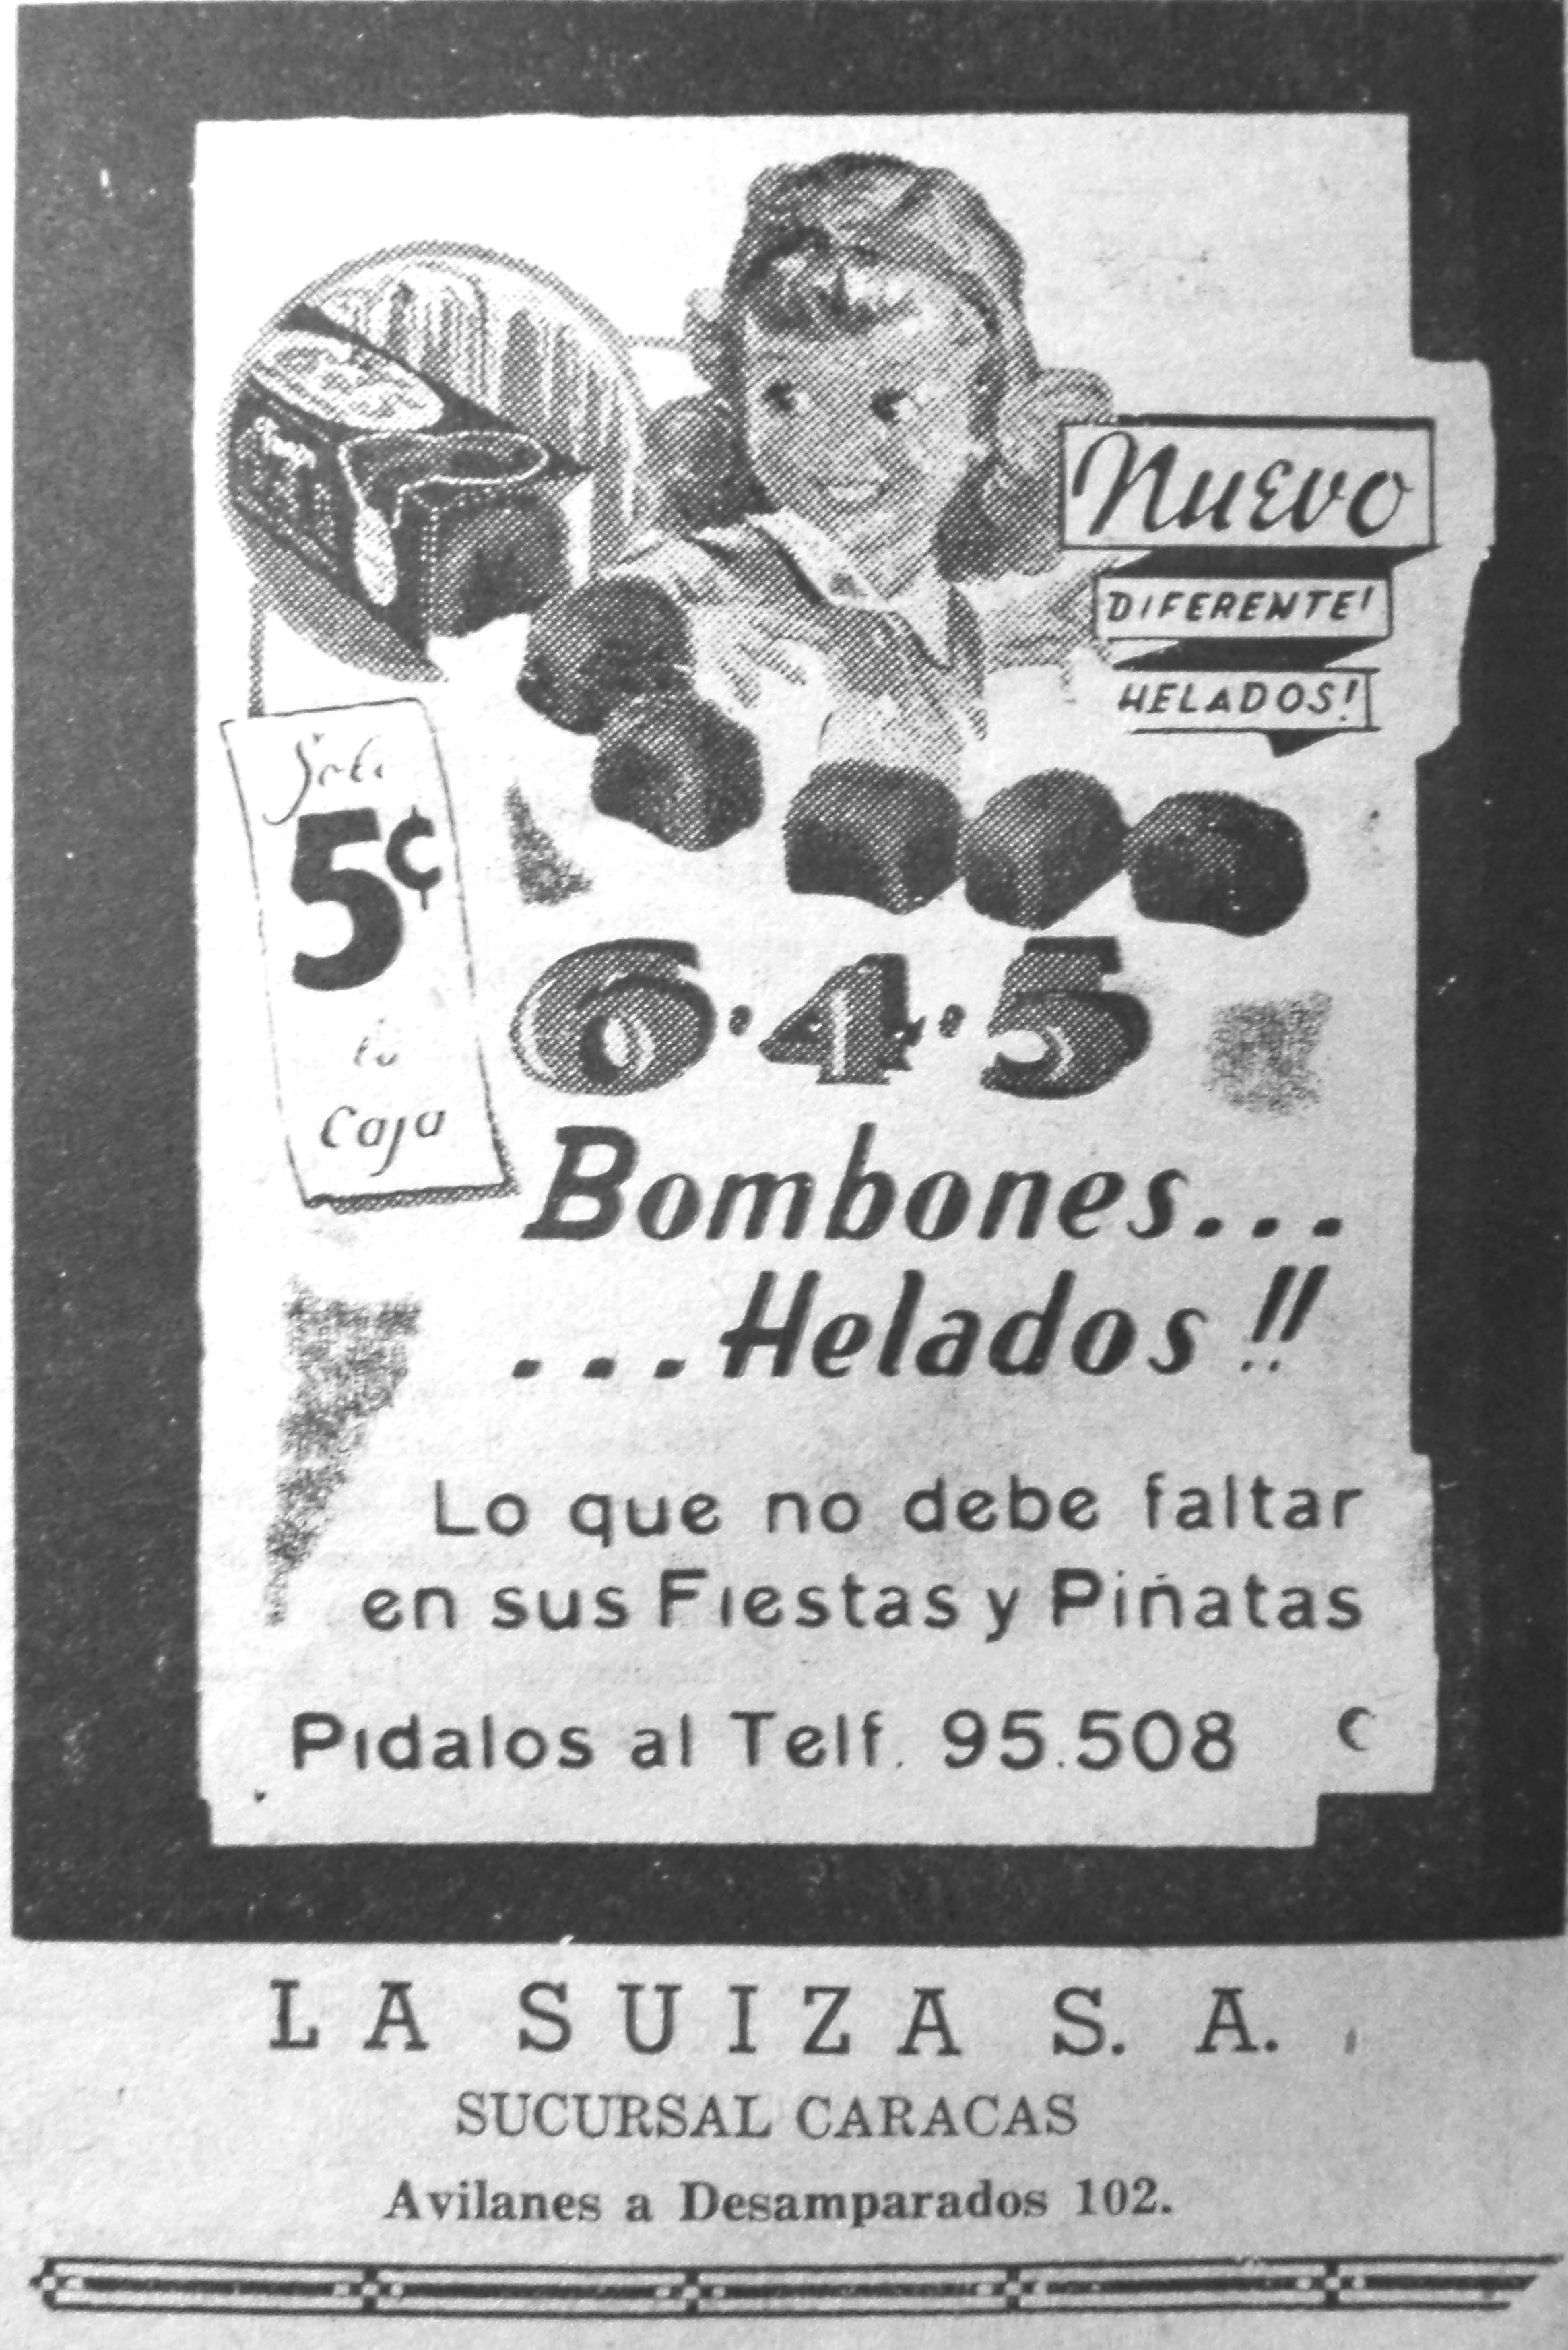 Nuevo
DIFERENTE!
HELADOS!
5¢
Caja
6·4·5
Bombones...
...Helados!!
Lo que no debe faltar
en sus Fiestas y Piñatas
Pidalos al Telf. 95.508
LA SUIZA S. A.
SUCURSAL CARACAS
Avilanes a Desamparados 102.